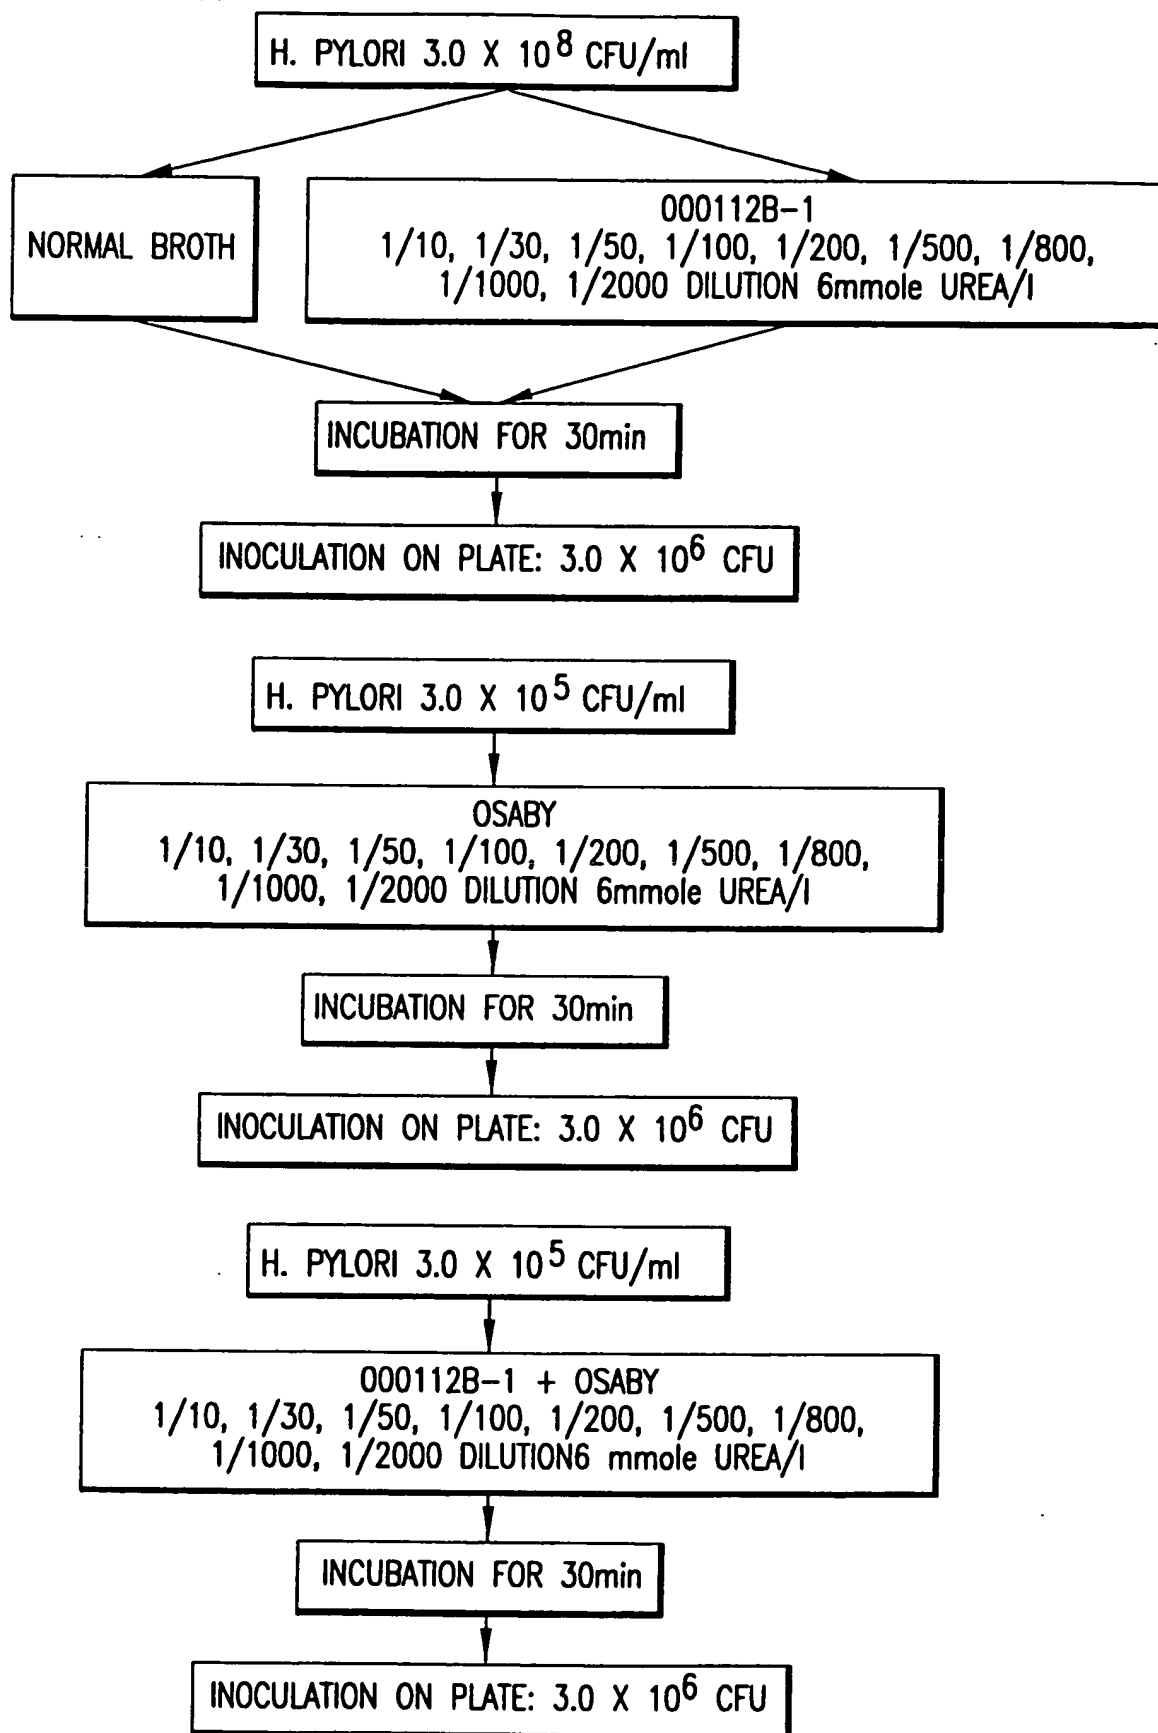 H. PYLORI 3.0 X 10⁸ CFU/ml
NORMAL BROTH
000112B-1
1/10, 1/30, 1/50, 1/100, 1/200, 1/500, 1/800,
1/1000, 1/2000 DILUTION 6mmole UREA/l
INCUBATION FOR 30min
INOCULATION ON PLATE: 3.0 X 10⁶ CFU
H. PYLORI 3.0 X 10⁵ CFU/ml
OSABY
1/10, 1/30, 1/50, 1/100, 1/200, 1/500, 1/800,
1/1000, 1/2000 DILUTION 6mmole UREA/l
INCUBATION FOR 30min
INOCULATION ON PLATE: 3.0 X 10⁶ CFU
H. PYLORI 3.0 X 10⁵ CFU/ml
000112B-1 + OSABY
1/10, 1/30, 1/50, 1/100, 1/200, 1/500, 1/800,
1/1000, 1/2000 DILUTION6 mmole UREA/l
INCUBATION FOR 30min
INOCULATION ON PLATE: 3.0 X 10⁶ CFU